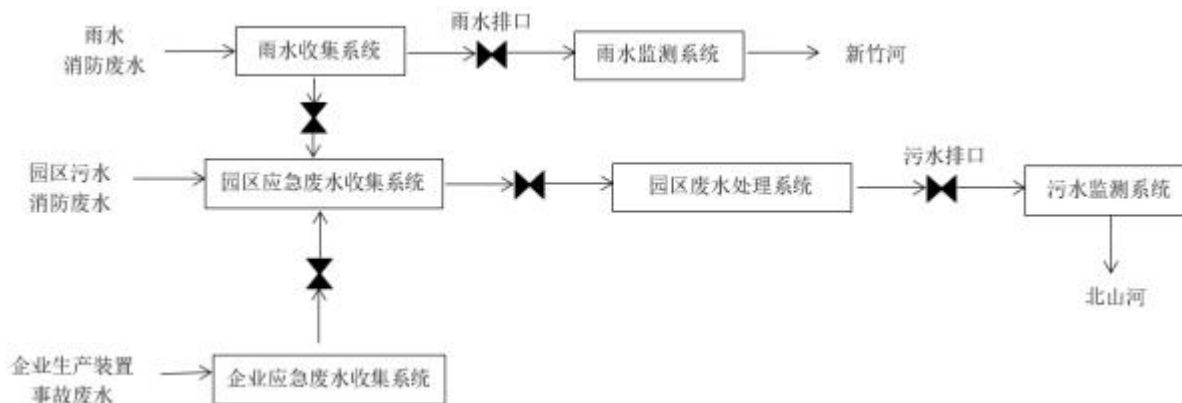 雨水排口
雨水
消防废水
雨水收集系统
雨水监测系统
新竹河
园区污水
消防废水
园区应急废水收集系统
园区废水处理系统
污水排口
污水监测系统
北山河
企业生产装置
事故废水
企业应急废水收集系统